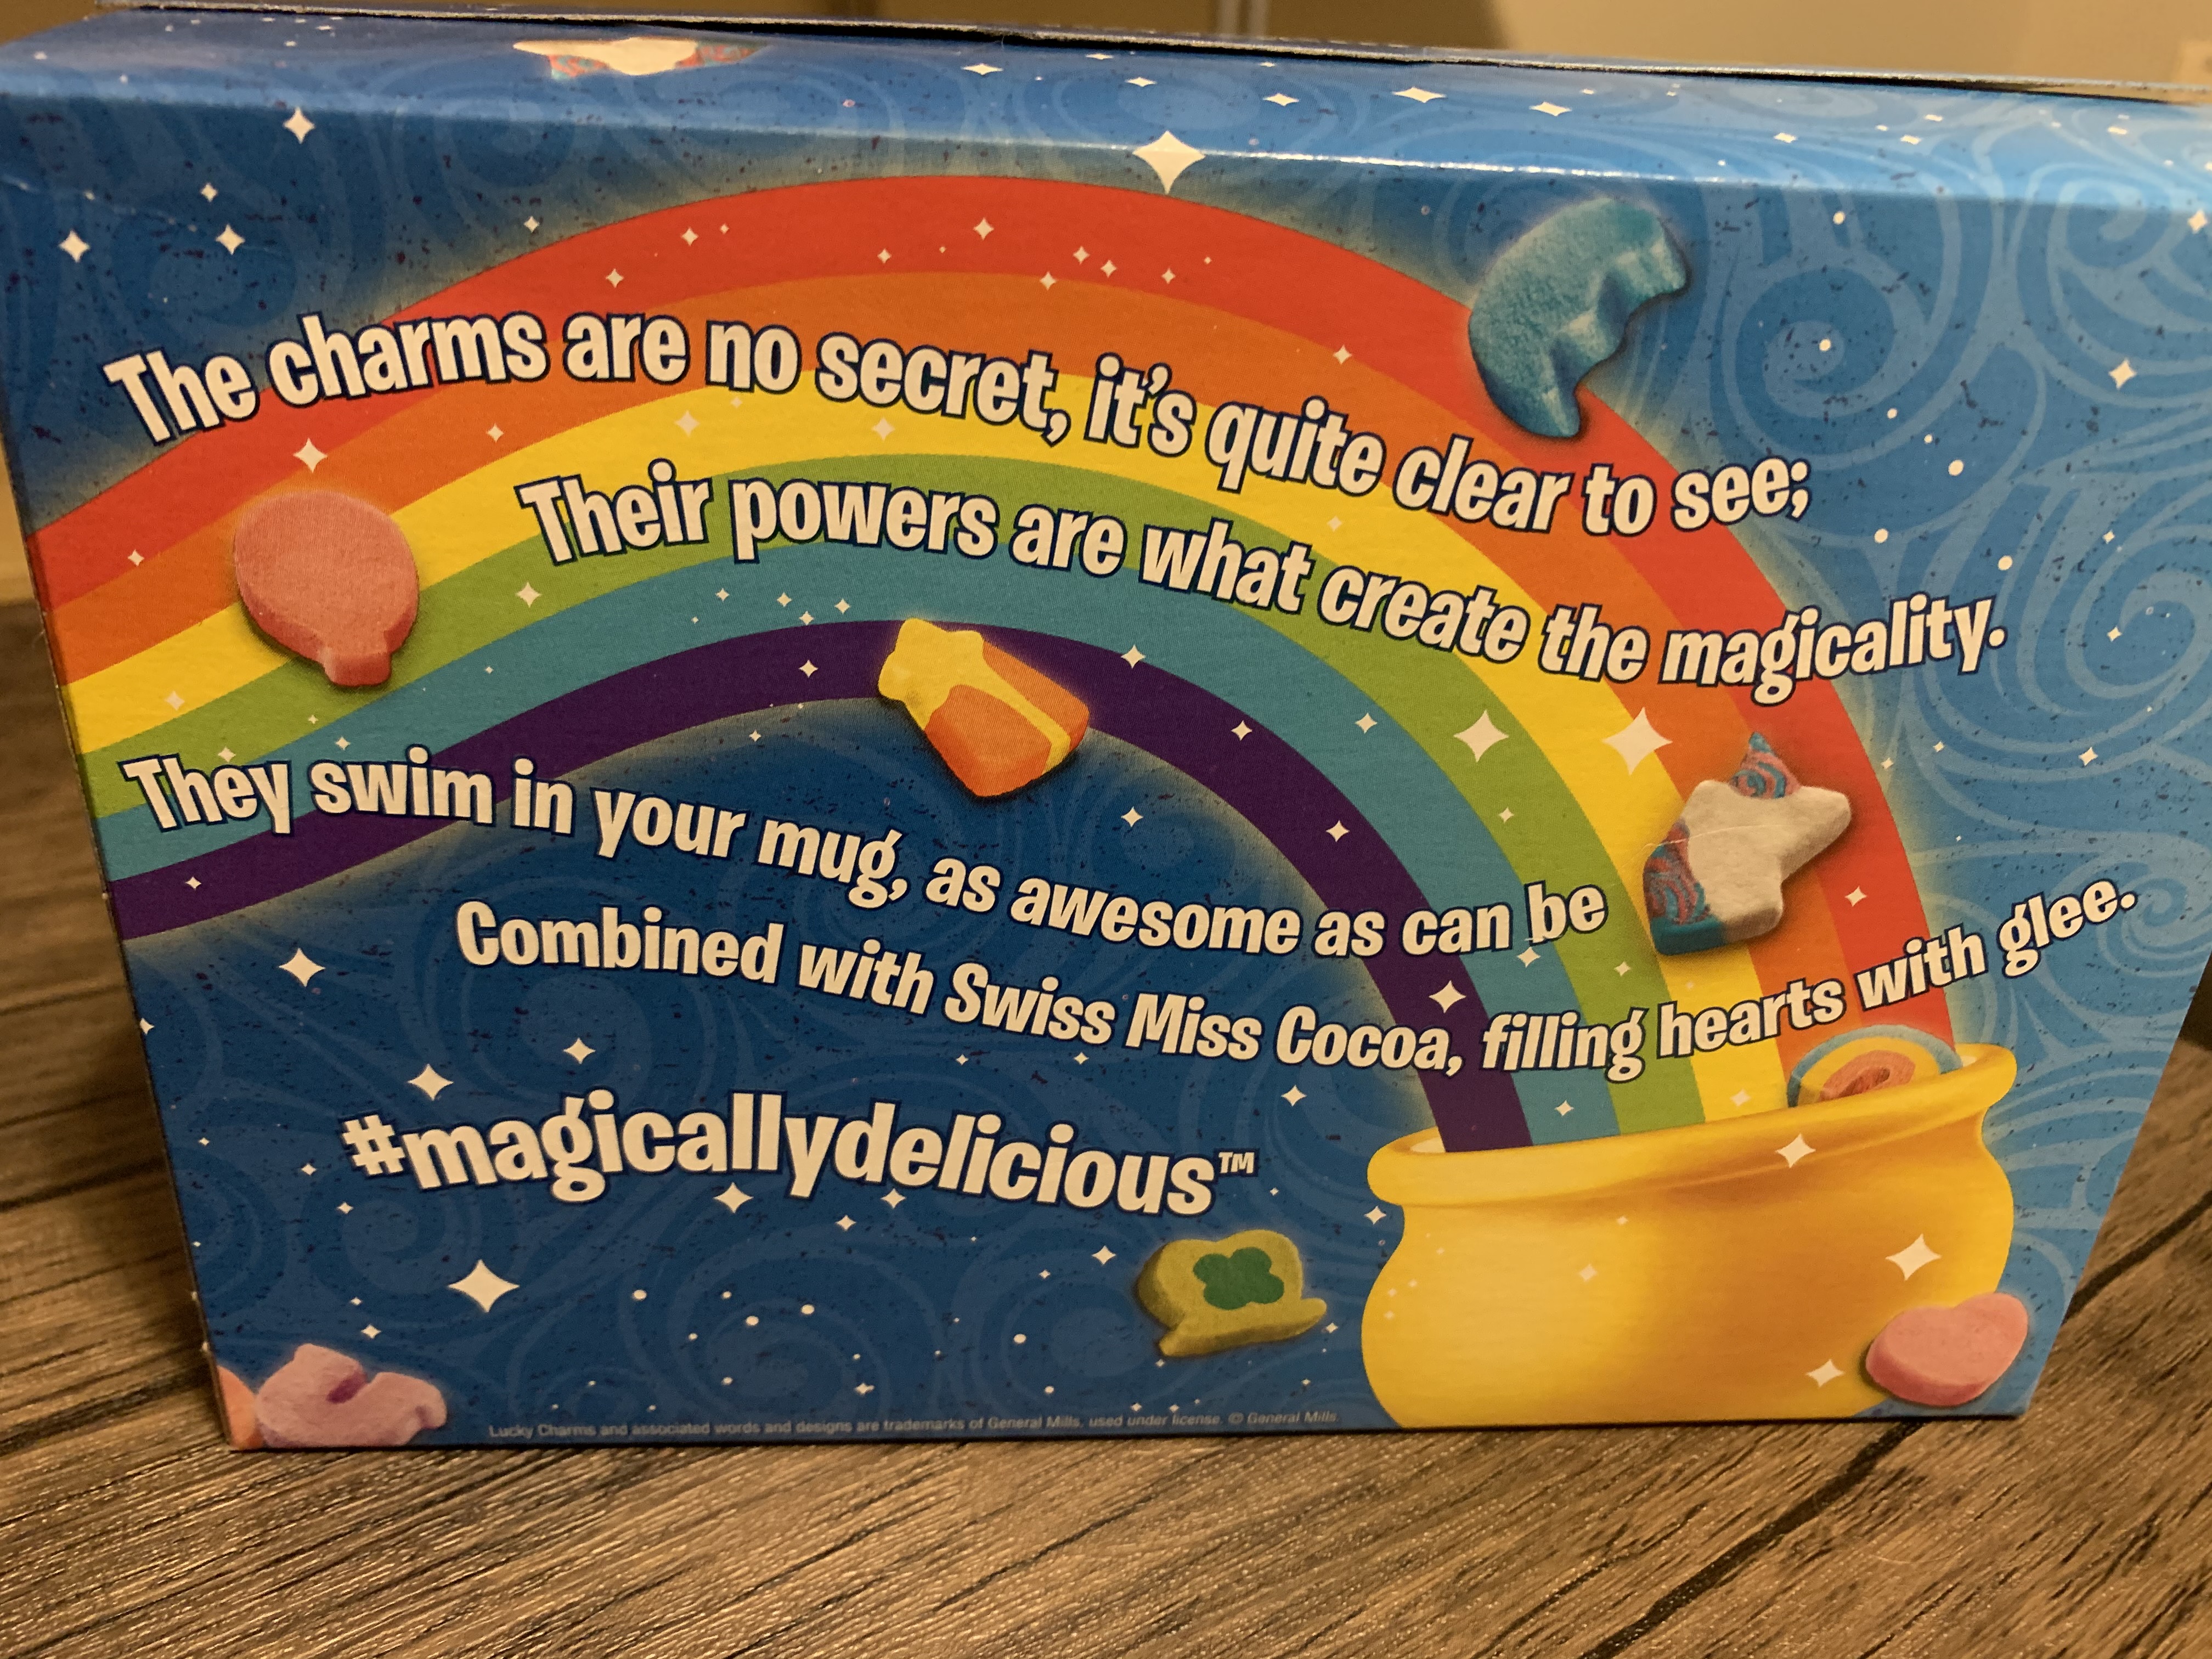 The charms are no secret, it's quite clear to see;
Their powers are what create the magicality.
They swim in your mug, as awesome as can be
Combined with Swiss Miss Cocoa, filling hearts with glee.
#magicallydelicious™
Lucky Charms and associated words and designs are trademarks of General Mills, used under license. © General Mills.